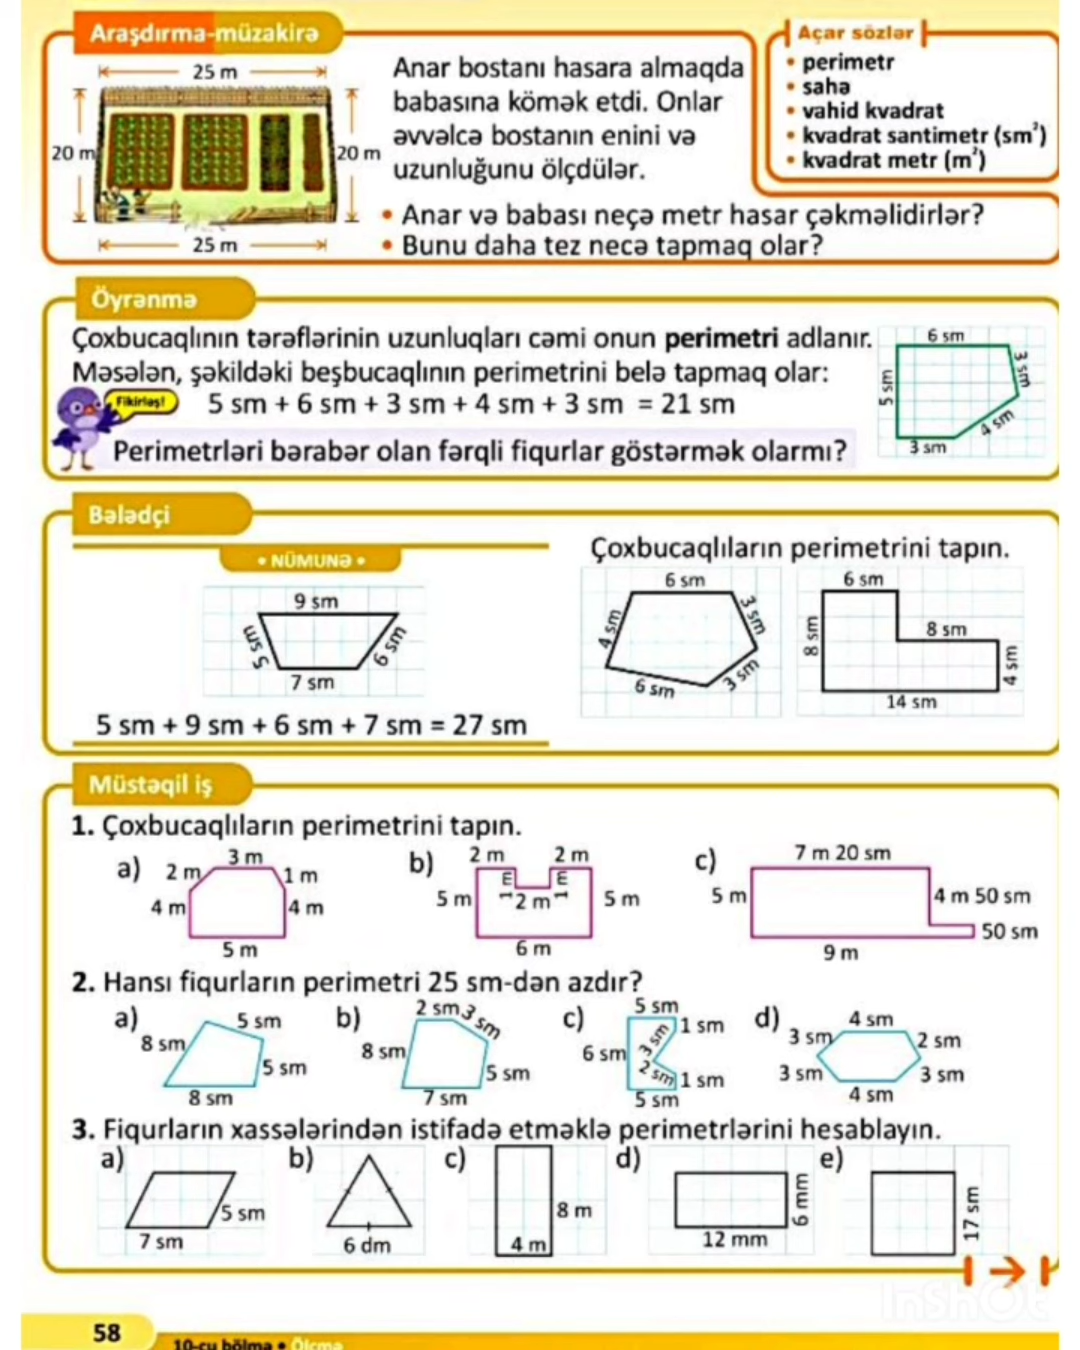 Araşdırma-müzakirə
25 m
20 m
20 m
25 m
Anar bostanı hasara almaqda
babasına kömək etdi. Onlar
əvvəlcə bostanın enini və
uzunluğunu ölçdülər.
• Anar və babası neçə metr hasar çəkməlidirlər?
• Bunu daha tez necə tapmaq olar?
Açar sözlər
• perimetr
• sahə
• vahid kvadrat
• kvadrat santimetr (sm²)
• kvadrat metr (m²)
Öyrənmə
Çoxbucaqlının tərəflərinin uzunluqları cəmi onun perimetri adlanır.
Məsələn, şəkildəki beşbucaqlının perimetrini belə tapmaq olar:
Fikirləş!
5 sm + 6 sm + 3 sm + 4 sm + 3 sm = 21 sm
Perimetrləri bərabər olan fərqli fiqurlar göstərmək olarmı?
6 sm
3 sm
5 sm
4 sm
3 sm
Bələdçi
• NÜMUNƏ •
9 sm
5 sm
6 sm
7 sm
5 sm + 9 sm + 6 sm + 7 sm = 27 sm
Çoxbucaqlıların perimetrini tapın.
6 sm
4 sm
3 sm
6 sm
3 sm
6 sm
8 sm
8 sm
4 sm
14 sm
Müstəqil iş
1. Çoxbucaqlıların perimetrini tapın.
a)
3 m
2 m
1 m
4 m
4 m
5 m
b)
2 m
2 m
1 m
1 m
2 m
5 m
5 m
6 m
c)
7 m 20 sm
5 m
4 m 50 sm
50 sm
9 m
2. Hansı fiqurların perimetri 25 sm-dən azdır?
a)
5 sm
8 sm
5 sm
8 sm
b)
2 sm
3 sm
8 sm
5 sm
7 sm
c)
5 sm
1 sm
3 sm
6 sm
2 sm
1 sm
5 sm
d)
4 sm
3 sm
2 sm
3 sm
3 sm
4 sm
3. Fiqurların xassələrindən istifadə etməklə perimetrlərini hesablayın.
a)
5 sm
7 sm
b)
6 dm
c)
8 m
4 m
d)
6 mm
12 mm
e)
17 sm
InShOt
58
10-cu bölmə • Ölçmə